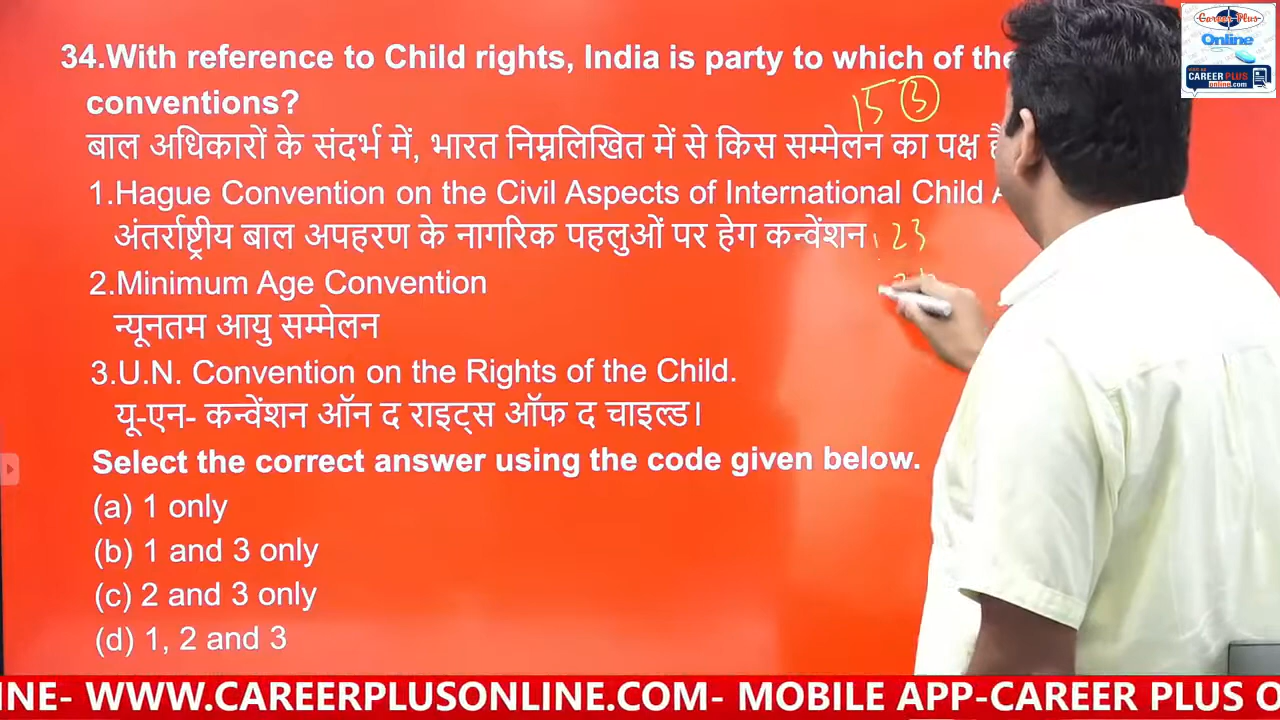 34.With reference to Child rights, India is party to which of the
conventions?
15 3
बाल अधिकारों के संदर्भ में, भारत निम्नलिखित में से किस सम्मेलन का पक्ष है
1.Hague Convention on the Civil Aspects of International Child
अंतर्राष्ट्रीय बाल अपहरण के नागरिक पहलुओं पर हेग कन्वेंशन
23
2.Minimum Age Convention
न्यूनतम आयु सम्मेलन
3.U.N. Convention on the Rights of the Child.
यू-एन- कन्वेंशन ऑन द राइट्स ऑफ द चाइल्ड।
Select the correct answer using the code given below.
(a) 1 only
(b) 1 and 3 only
(c) 2 and 3 only
(d) 1, 2 and 3
Career-Plus-
Online
CAREER PLUS
online.com
INE- WWW.CAREERPLUSONLINE.COM- MOBILE APP-CAREER PLUS O